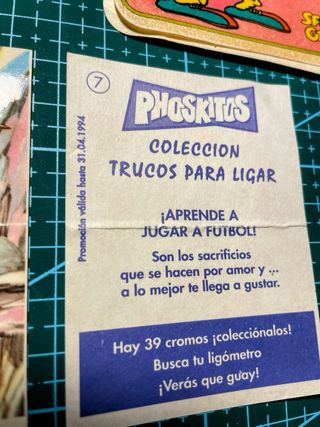 7
PHOSKITOS
COLECCION
TRUCOS PARA LIGAR
Promoción válida hasta 31.04.1994
¡APRENDE A
JUGAR A FUTBOL!
Son los sacrificios
que se hacen por amor y ...
a lo mejor te llega a gustar.
Hay 39 cromos ¡colecciónalos!
Busca tu ligómetro
¡Verás que guay!